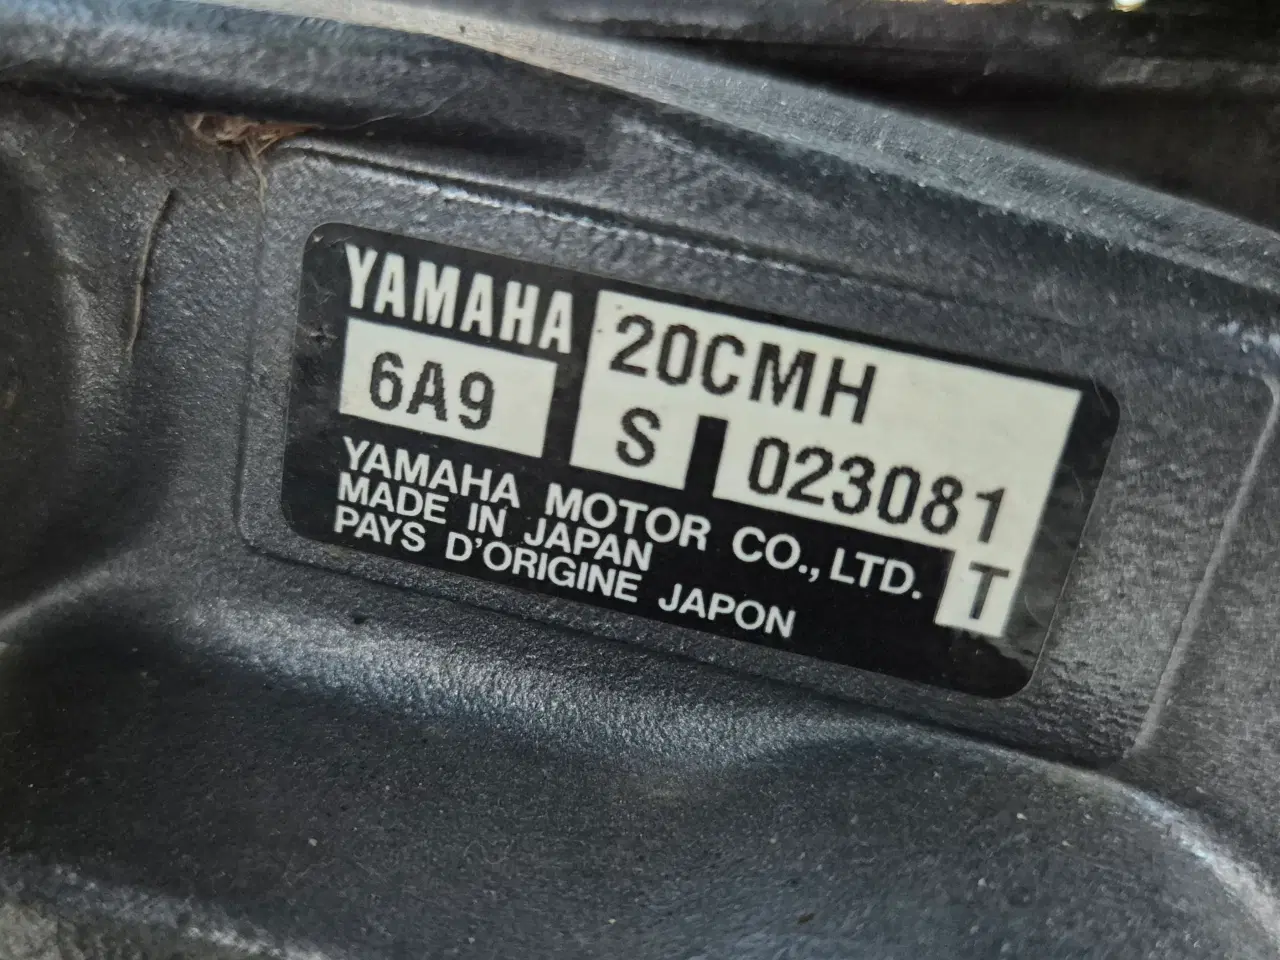 YAMAHA 20CMH
6A9 S 023081
T
YAMAHA MOTOR CO., LTD.
MADE IN JAPAN
PAYS D'ORIGINE JAPON